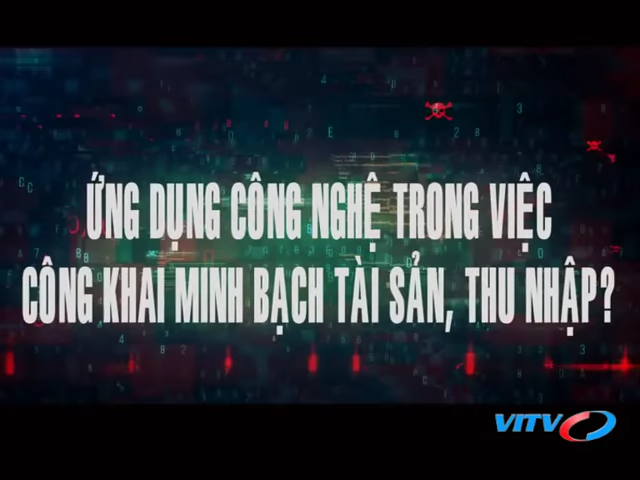 ỨNG DỤNG CÔNG NGHỆ TRONG VIỆC
CÔNG KHAI MINH BẠCH TÀI SẢN, THU NHẬP?
VITV